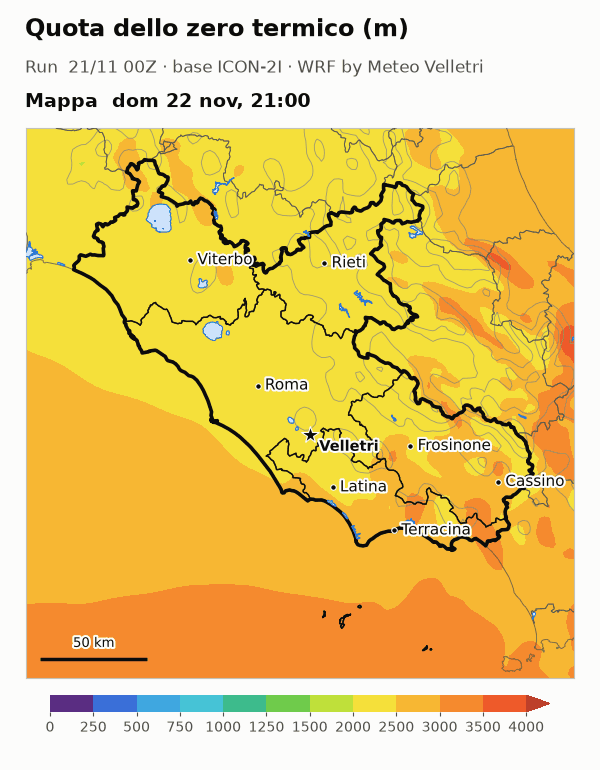 Quota dello zero termico (m)
Run 21/11 00Z · base ICON-2I · WRF by Meteo Velletri
Mappa dom 22 nov, 21:00
Viterbo
Rieti
Roma
Velletri
Frosinone
Latina
Cassino
Terracina
50 km
0 250 500 750 1000 1250 1500 2000 2500 3000 3500 4000